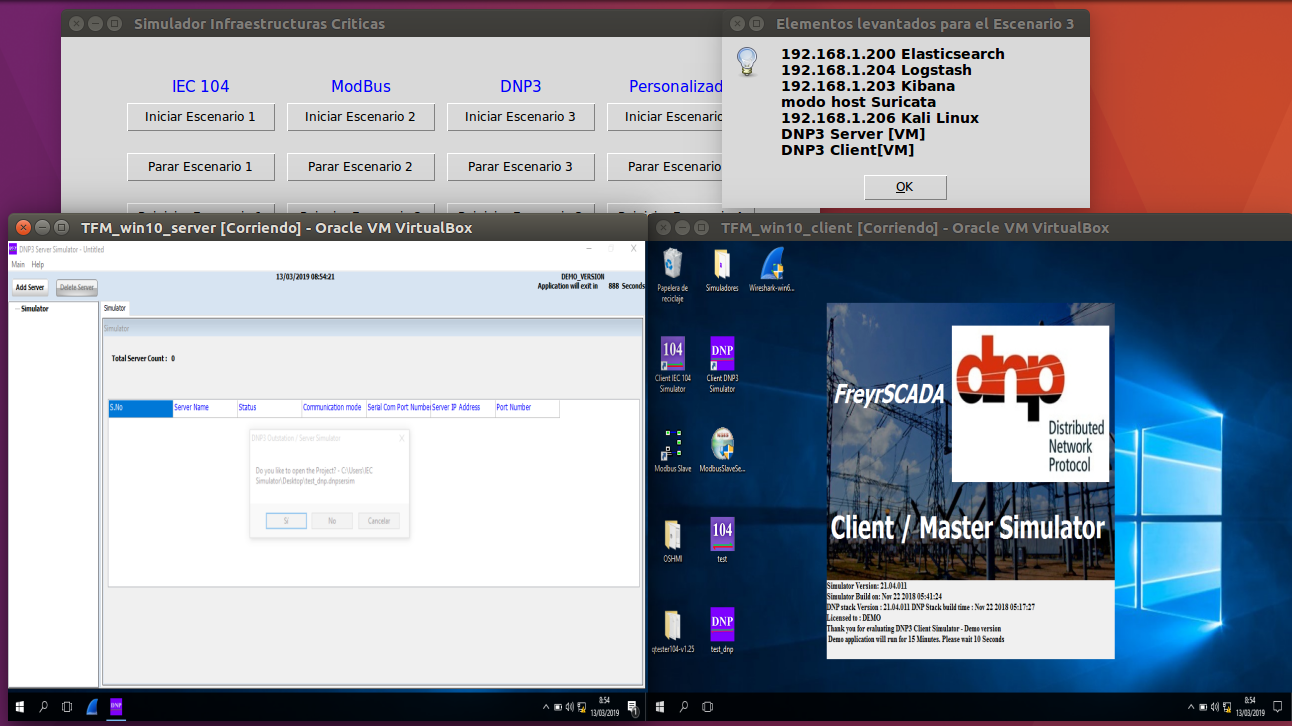 Simulador Infraestructuras Críticas
IEC 104 ModBus DNP3 Personalizad
Iniciar Escenario 1 Iniciar Escenario 2 Iniciar Escenario 3 Iniciar Escenario
Parar Escenario 1 Parar Escenario 2 Parar Escenario 3 Parar Escenario
Elementos levantados para el Escenario 3
192.168.1.200 Elasticsearch
192.168.1.204 Logstash
192.168.1.203 Kibana
modo host Suricata
192.168.1.206 Kali Linux
DNP3 Server [VM]
DNP3 Client[VM]
OK
TFM_win10_server [Corriendo] - Oracle VM VirtualBox
DNP3 Server Simulator - Untitled
Main Help
Add Server Delete Server
13/03/2019 08:54:21
DEMO_VERSION
Application will exit in 888 Seconds
Simulator
Simulator
Simulator
Total Server Count : 0
S.No Server Name Status Communication mode Serial Com Port Number Server IP Address Port Number
DNP3 Outstation / Server Simulator X
Do you like to open the Project? - C:\Users\IEC
Simulator\Desktop\test_dnp.dnpsersim
Sí No Cancelar
DNP
8:54
13/03/2019
1
TFM_win10_client [Corriendo] - Oracle VM VirtualBox
Papelera de
reciclaje
Simuladores
Wireshark-win6...
104
Client IEC 104
Simulator
DNP
Client DNP3
Simulator
Modbus Slave
ModbusSlaveSe...
OSHMI
104
test
qtester104-v1.25
DNP
test_dnp
FreyrSCADA
dnp
Distributed
Network
Protocol
Client / Master Simulator
Simulator Version: 21.04.011
Simulator Build on: Nov 22 2018 05:41:24
DNP stack Version : 21.04.011 DNP Stack build time : Nov 22 2018 05:17:27
Licensed to : DEMO
Thank you for evaluating DNP3 Client Simulator - Demo version
Demo application will run for 15 Minutes. Please wait 10 Seconds
8:54
13/03/2019